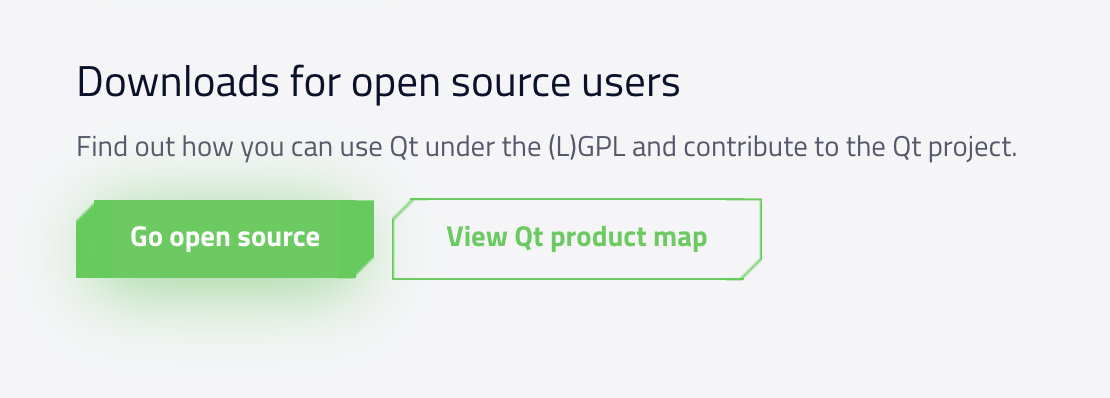 Downloads for open source users
Find out how you can use Qt under the (L)GPL and contribute to the Qt project.
Go open source
View Qt product map